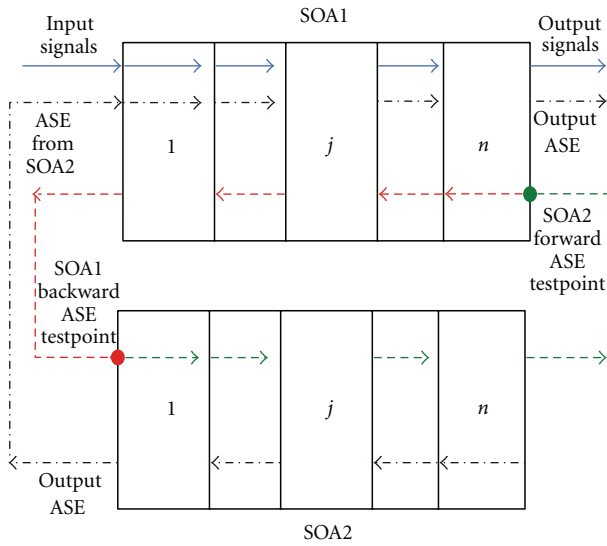 SOA1
Input
signals
Output
signals
ASE
from
SOA2
1
j
n
Output
ASE
SOA2
forward
ASE
testpoint
SOA1
backward
ASE
testpoint
1
j
n
Output
ASE
SOA2